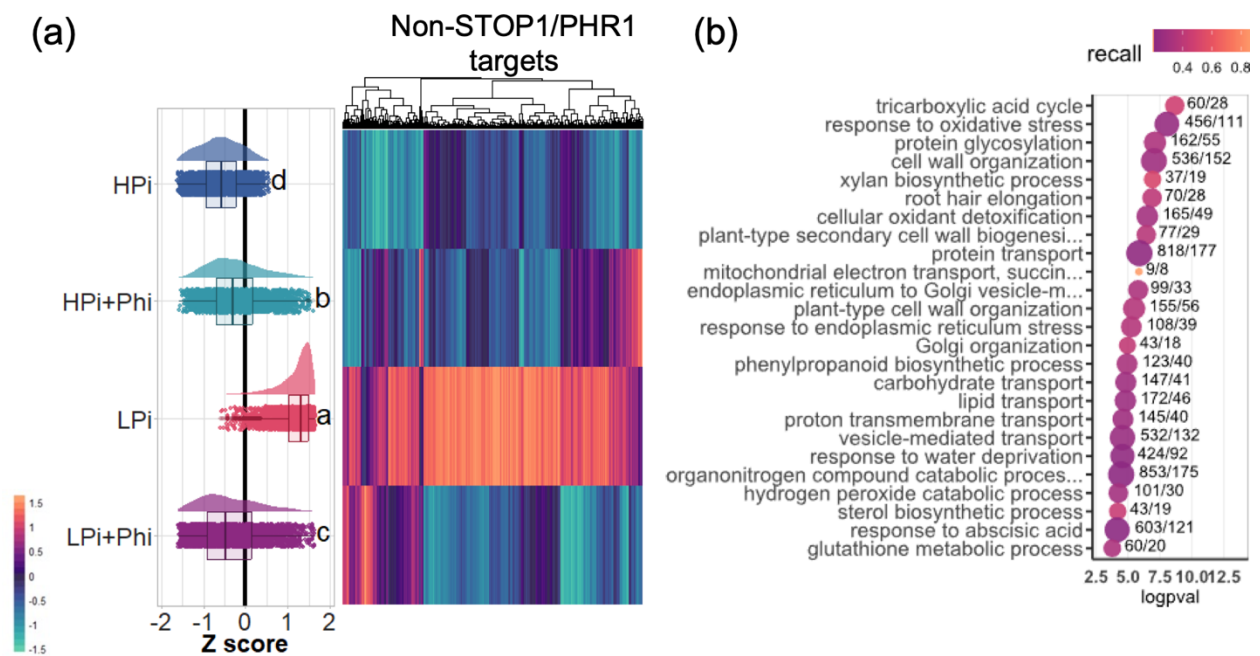 (a)
Non-STOP1/PHR1
targets
HPi
d
HPi+Phi
b
LPi
a
LPi+Phi
c
1.5
1
0.5
0
-0.5
-1
-1.5
-2 -1 0 1 2
Z score
(b)
recall
0.4 0.6 0.8
tricarboxylic acid cycle 60/28
response to oxidative stress 456/111
protein glycosylation 162/55
cell wall organization 536/152
xylan biosynthetic process 37/19
root hair elongation 70/28
cellular oxidant detoxification 165/49
plant-type secondary cell wall biogenesi... 77/29
protein transport 818/177
mitochondrial electron transport, succin... 9/8
endoplasmic reticulum to Golgi vesicle-m... 99/33
plant-type cell wall organization 155/56
response to endoplasmic reticulum stress 108/39
Golgi organization 43/18
phenylpropanoid biosynthetic process 123/40
carbohydrate transport 147/41
lipid transport 172/46
proton transmembrane transport 145/40
vesicle-mediated transport 532/132
response to water deprivation 424/92
organonitrogen compound catabolic proces... 853/175
hydrogen peroxide catabolic process 101/30
sterol biosynthetic process 43/19
response to abscisic acid 603/121
glutathione metabolic process 60/20
2.5 5.0 7.5 10.0 12.5
logpval